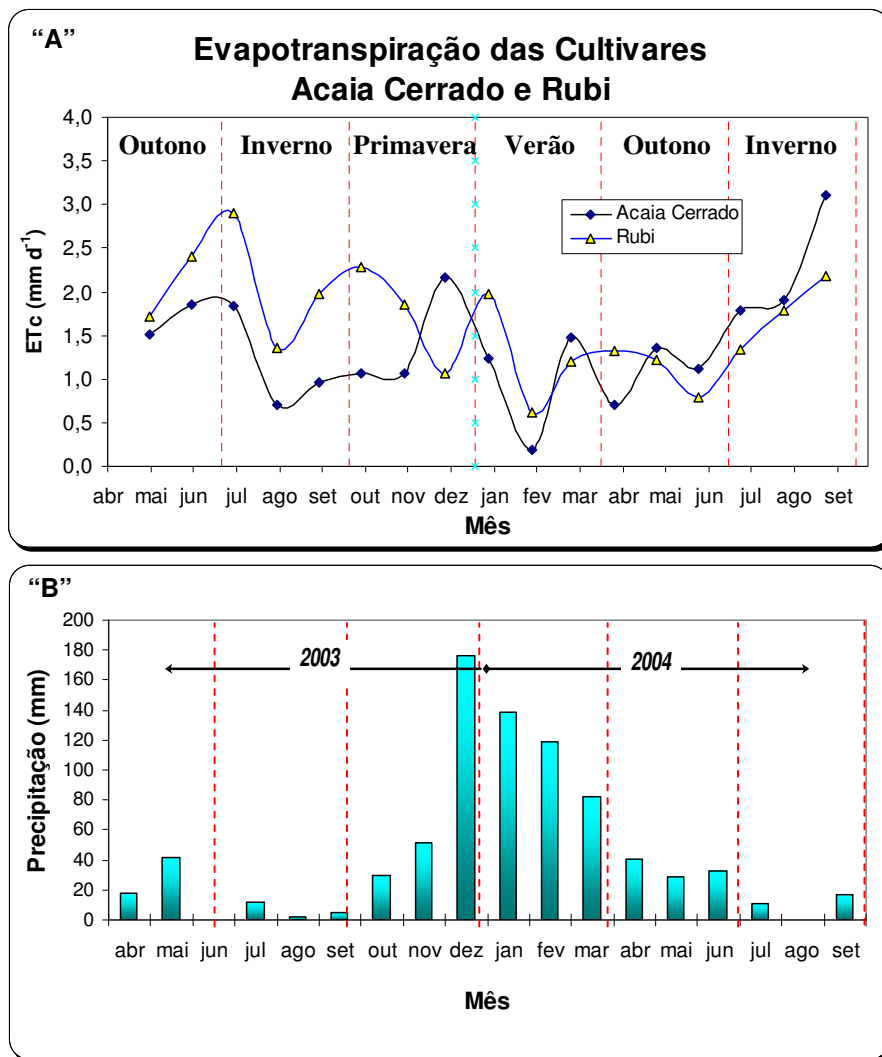 “A”
Evapotranspiração das Cultivares
Acaia Cerrado e Rubi
4,0
3,5
3,0
2,5
2,0
1,5
1,0
0,5
0,0
ETc (mm d⁻¹)
Outono Inverno Primavera Verão Outono Inverno
Acaia Cerrado
Rubi
abr mai jun jul ago set out nov dez jan fev mar abr mai jun ago set
Mês
“B”
200
180
160
140
120
100
80
60
40
20
0
Precipitação (mm)
2003 2004
abr mai jun jul ago set out nov dez jan fev mar abr mai jun jul ago set
Mês